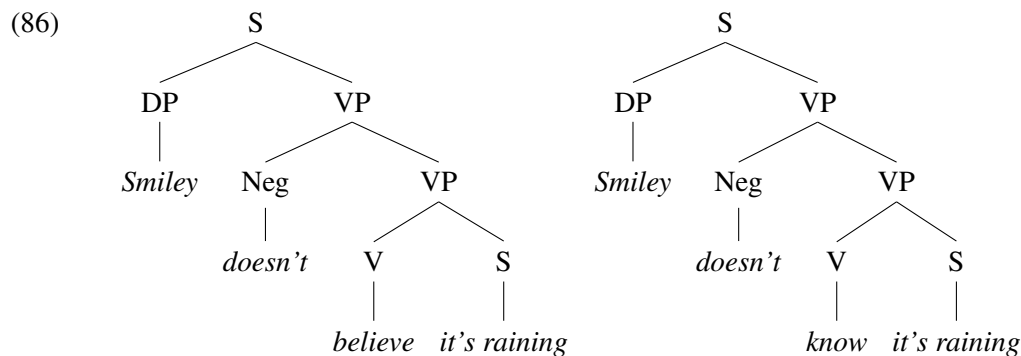 (86) S S
DP VP DP VP
Smiley Neg VP Smiley Neg VP
doesn't V S doesn't V S
believe it's raining know it's raining